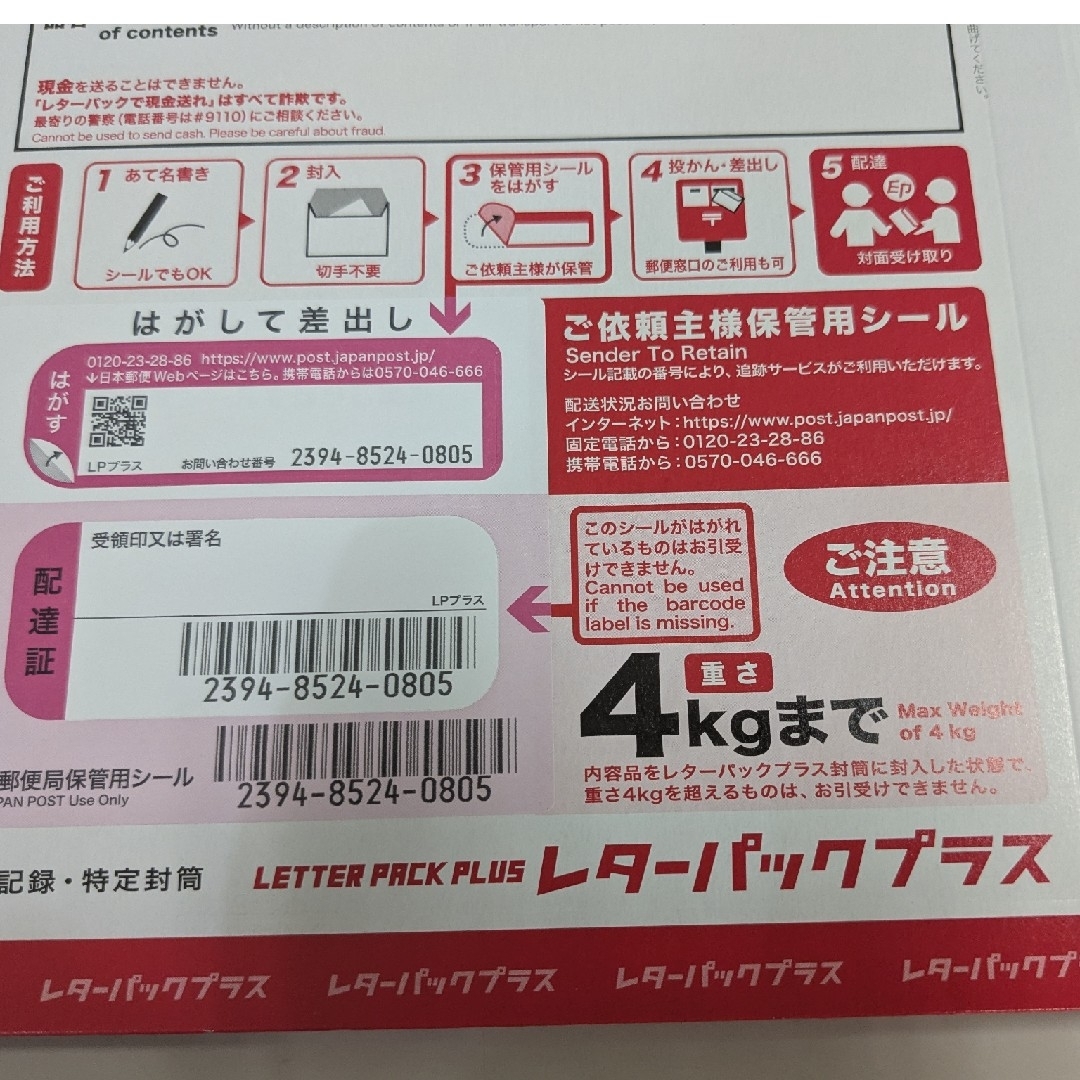 of contents
現金を送ることはできません。
「レターパックで現金送れ」はすべて詐欺です。
最寄りの警察(電話番号は#9110)にご相談ください。
Cannot be used to send cash. Please be careful about fraud.
ご利用方法
1 あて名書き
シールでもOK
2 封入
切手不要
3 保管用シール
をはがす
ご依頼主様が保管
4 投かん・差出し
郵便窓口のご利用も可
5 配達
Ep
対面受け取り
はがして差出し
はがす
0120-23-28-86 https://www.post.japanpost.jp/
↓日本郵便Webページはこちら。携帯電話からは0570-046-666
LPプラス お問い合わせ番号 2394-8524-0805
ご依頼主様保管用シール
Sender To Retain
シール記載の番号により、追跡サービスがご利用いただけます。
配送状況お問い合わせ
インターネット:https://www.post.japanpost.jp/
固定電話から:0120-23-28-86
携帯電話から:0570-046-666
配達証
受領印又は署名
LPプラス
2394-8524-0805
郵便局保管用シール
PAN POST Use Only
2394-8524-0805
このシールがはがれ
ているものはお引受
けできません。
Cannot be used
if the barcode
label is missing.
ご注意
Attention
重さ
4kgまで
Max Weight
of 4 kg
内容品をレターパックプラス封筒に封入した状態で、
重さ4kgを超えるものは、お引受けできません。
記録・特定封筒
LETTER PACK PLUS レターパックプラス
レターパックプラス レターパックプラス レターパックプラス レターパックプ